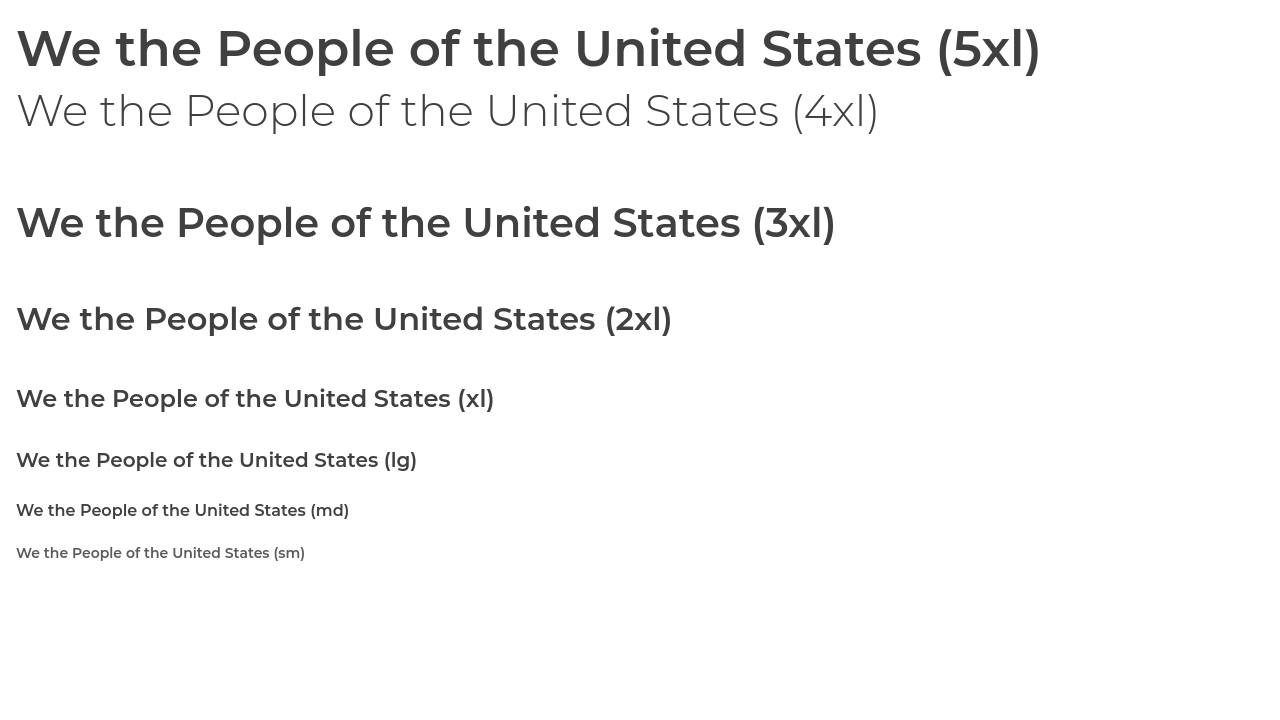 We the People of the United States (5xl)
We the People of the United States (4xl)
We the People of the United States (3xl)
We the People of the United States (2xl)
We the People of the United States (xl)
We the People of the United States (lg)
We the People of the United States (md)
We the People of the United States (sm)